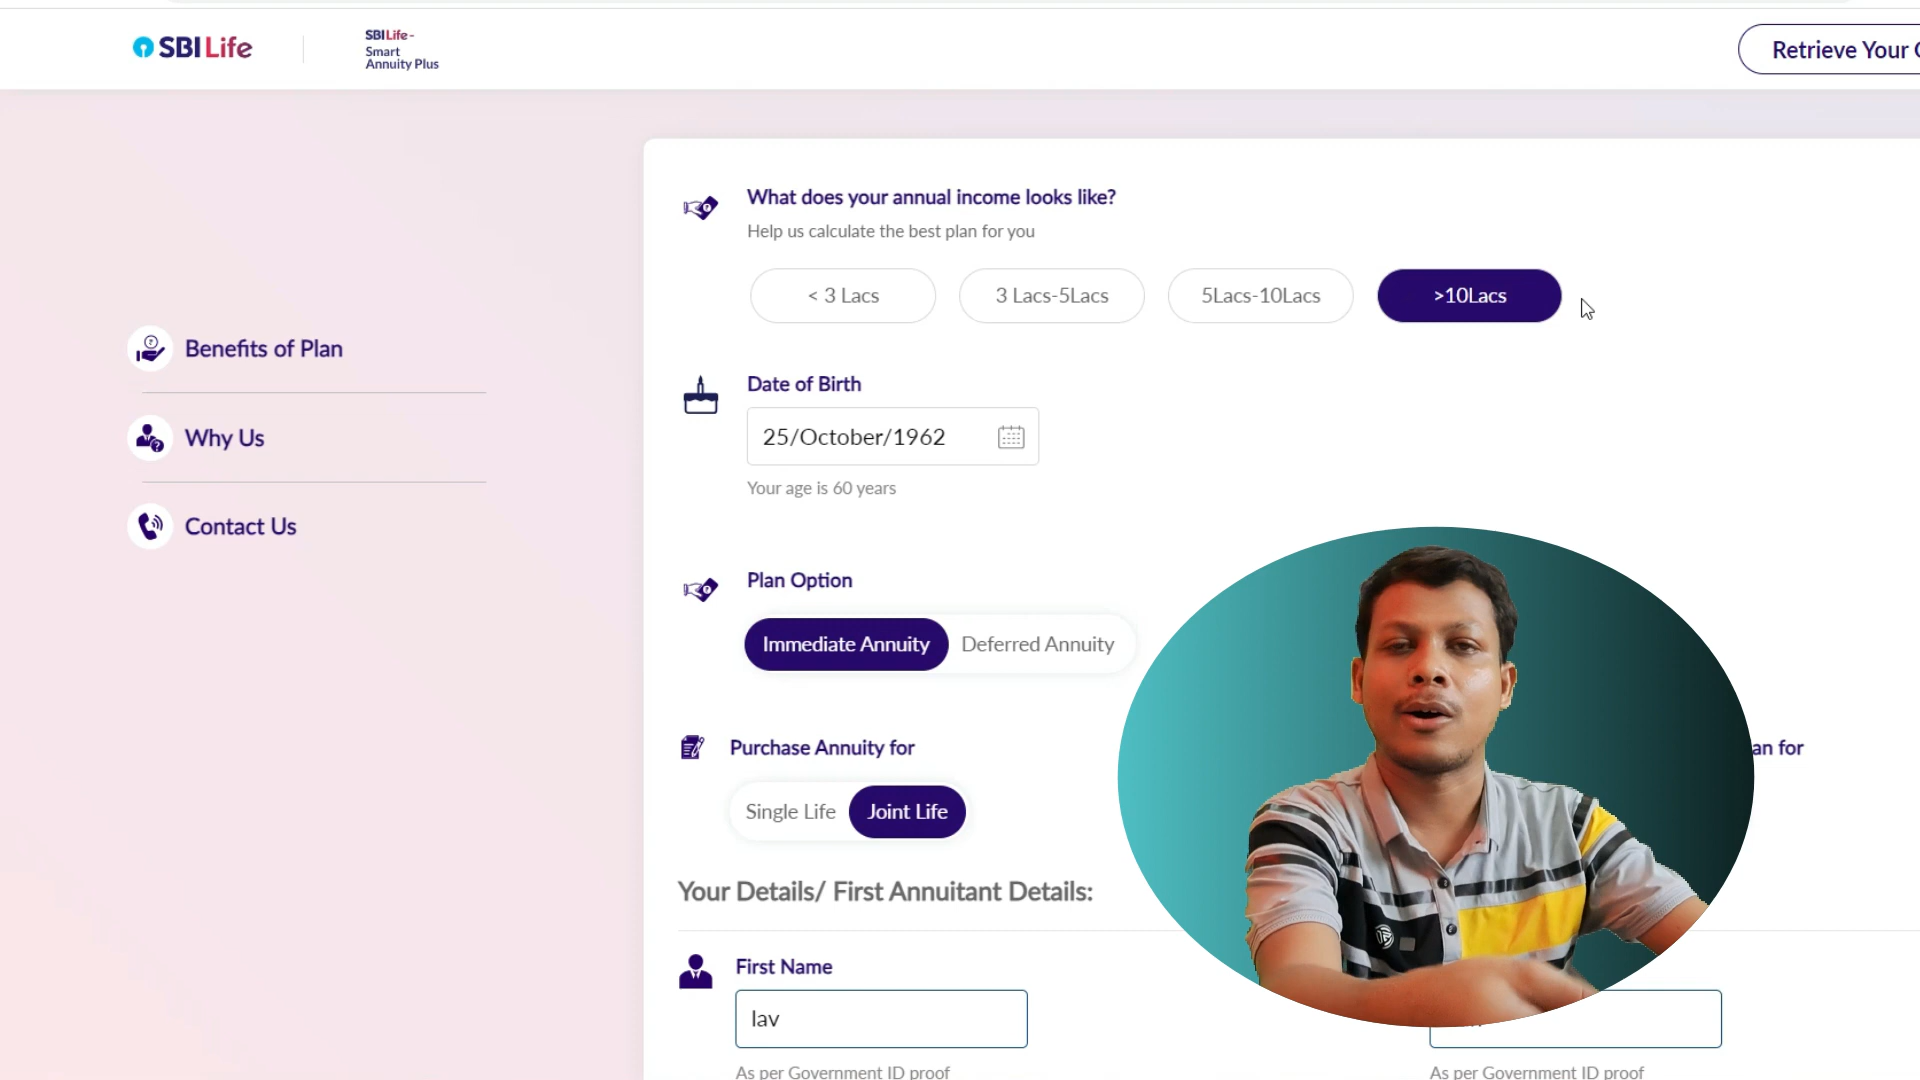 SBI Life
SBI Life -
Smart
Annuity Plus
Retrieve Your
What does your annual income looks like?
Help us calculate the best plan for you
< 3 Lacs
3 Lacs-5Lacs
5Lacs-10Lacs
>10Lacs
Date of Birth
25/October/1962
Your age is 60 years
Benefits of Plan
Why Us
Contact Us
Plan Option
Immediate Annuity
Deferred Annuity
Purchase Annuity for
an for
Single Life
Joint Life
Your Details/ First Annuitant Details:
First Name
lav
As per Government ID proof
As per Government ID proof